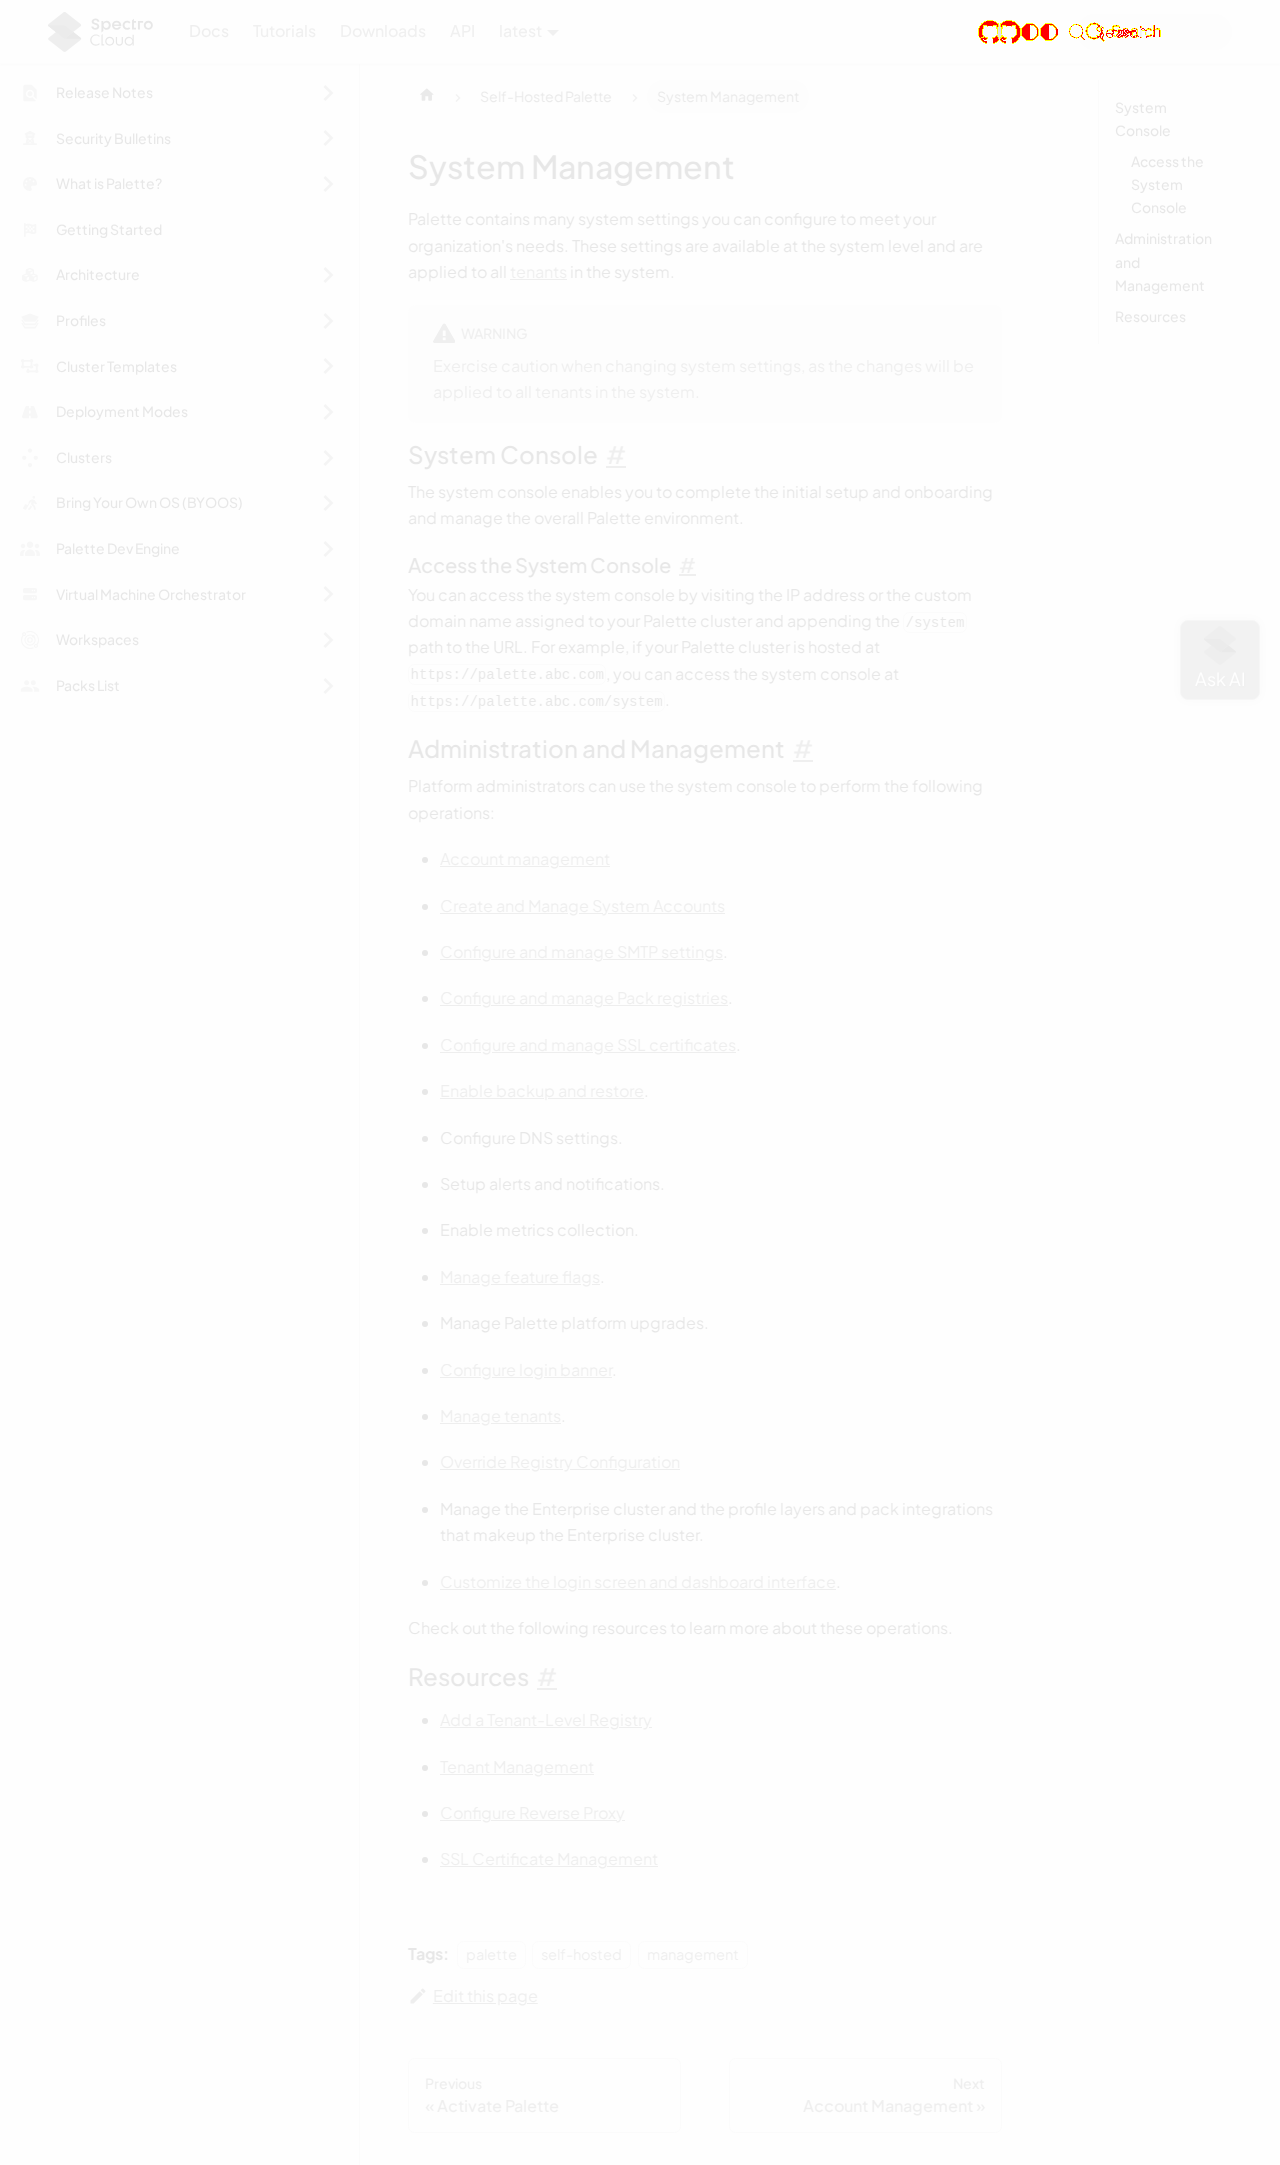 Spectro
Cloud
Docs
Tutorials
Downloads
API
latest
Release Notes
Security Bulletins
What is Palette?
Getting Started
Architecture
Profiles
Cluster Templates
Deployment Modes
Clusters
Bring Your Own OS (BYOOS)
Palette Dev Engine
Virtual Machine Orchestrator
Workspaces
Packs List
Self-Hosted Palette
System Management
System Management
Palette contains many system settings you can configure to meet your
organization's needs. These settings are available at the system level and are
applied to all tenants in the system.
WARNING
Exercise caution when changing system settings, as the changes will be
applied to all tenants in the system.
System Console #
The system console enables you to complete the initial setup and onboarding
and manage the overall Palette environment.
Access the System Console #
You can access the system console by visiting the IP address or the custom
domain name assigned to your Palette cluster and appending the /system
path to the URL. For example, if your Palette cluster is hosted at
https://palette.abc.com, you can access the system console at
https://palette.abc.com/system.
Administration and Management #
Platform administrators can use the system console to perform the following
operations:
Account management
Create and Manage System Accounts
Configure and manage SMTP settings.
Configure and manage Pack registries.
Configure and manage SSL certificates.
Enable backup and restore.
Configure DNS settings.
Setup alerts and notifications.
Enable metrics collection.
Manage feature flags.
Manage Palette platform upgrades.
Configure login banner.
Manage tenants.
Override Registry Configuration
Manage the Enterprise cluster and the profile layers and pack integrations
that makeup the Enterprise cluster.
Customize the login screen and dashboard interface.
Check out the following resources to learn more about these operations.
Resources #
Add a Tenant-Level Registry
Tenant Management
Configure Reverse Proxy
SSL Certificate Management
Tags:
palette
self-hosted
management
Edit this page
Previous
« Activate Palette
Next
Account Management »
System
Console
Access the
System
Console
Administration
and
Management
Resources
Ask AI